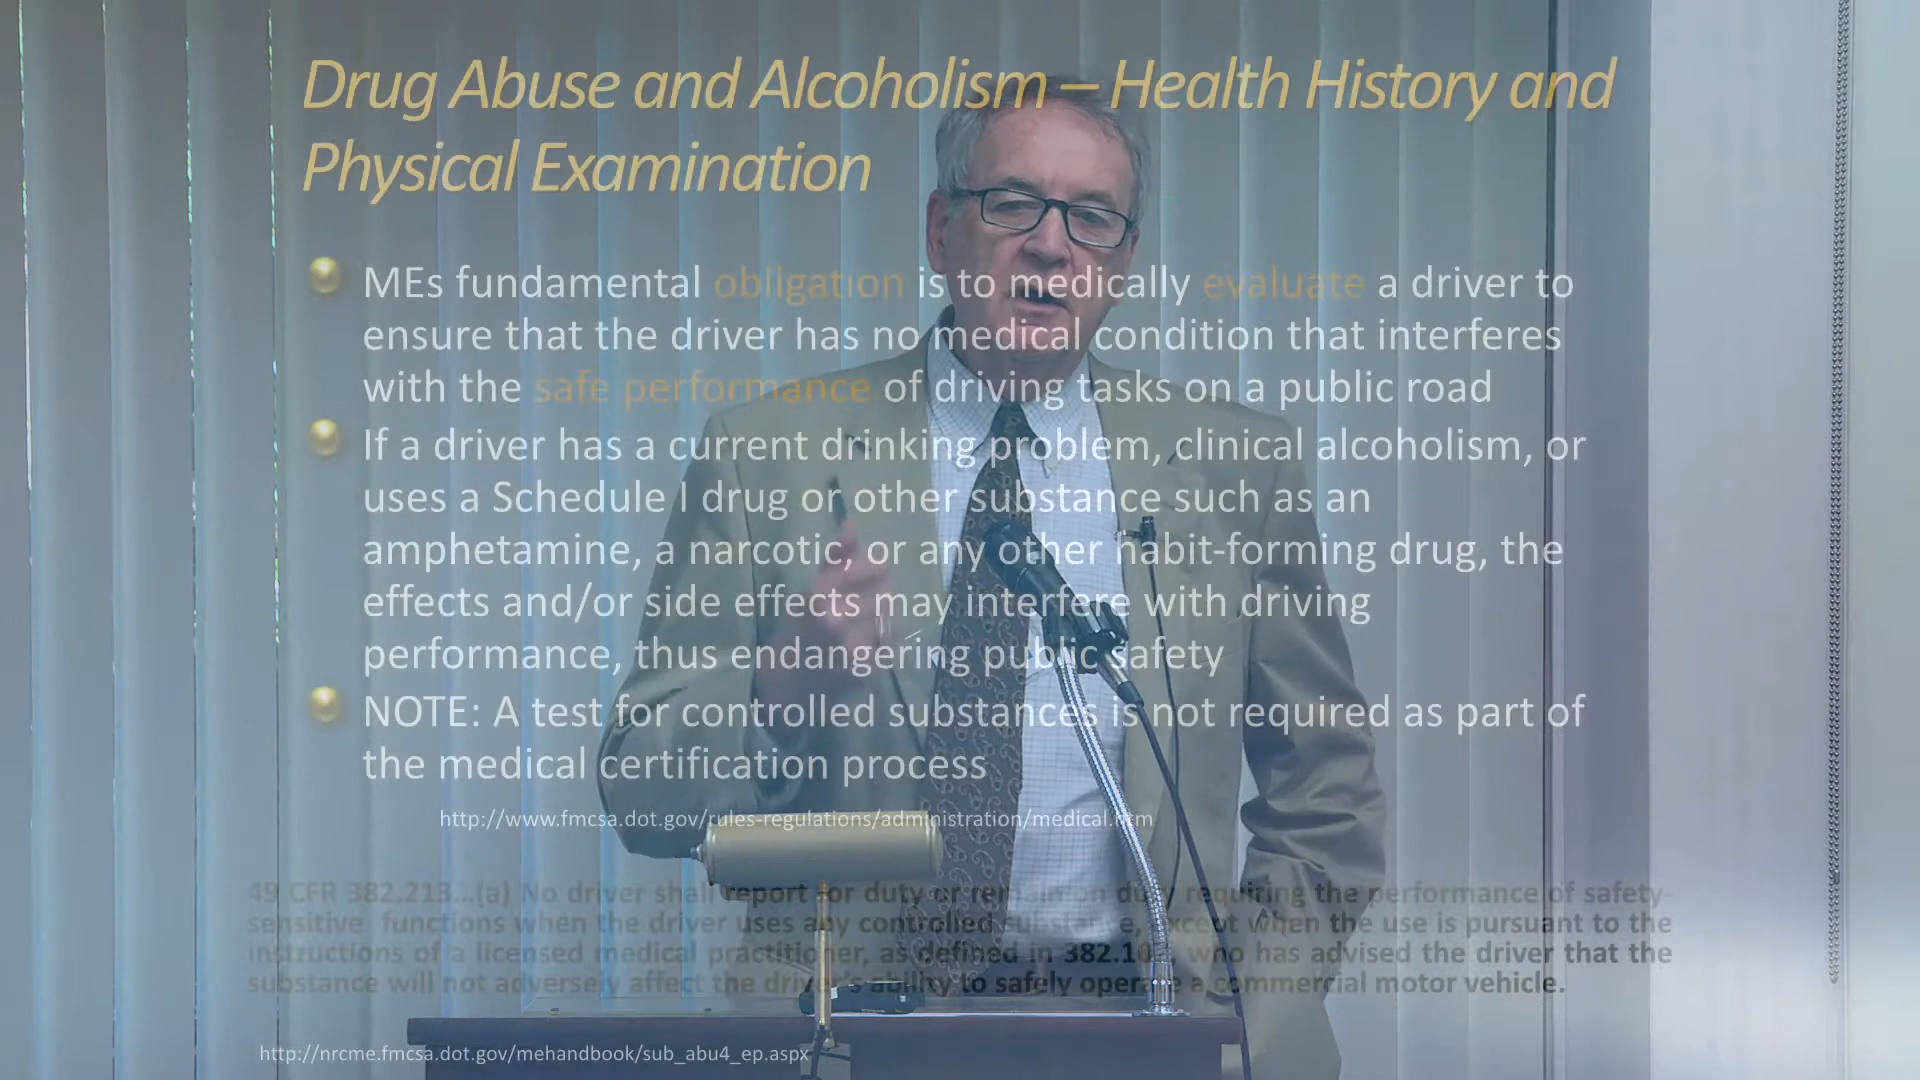 Drug Abuse and Alcoholism – Health History and
Physical Examination
MEs fundamental obligation is to medically evaluate a driver to
ensure that the driver has no medical condition that interferes
with the safe performance of driving tasks on a public road
If a driver has a current drinking problem, clinical alcoholism, or
uses a Schedule I drug or other substance such as an
amphetamine, a narcotic, or any other habit-forming drug, the
effects and/or side effects may interfere with driving
performance, thus endangering public safety
NOTE: A test for controlled substances is not required as part of
the medical certification process
http://www.fmcsa.dot.gov/rules-regulations/administration/medical.htm
49 CFR 382.213...(a) No driver shall report for duty or remain on duty requiring the performance of safety-
sensitive functions when the driver uses any controlled substance, except when the use is pursuant to the
instructions of a licensed medical practitioner, as defined in who has advised the driver that the
substance will not adversely affect the driver's ability to safely operate a commercial motor vehicle.
http://nrcme.fmcsa.dot.gov/mehandbook/sub_abu4_ep.aspx